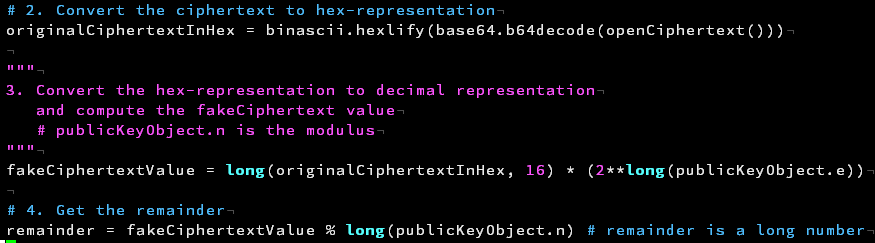 # 2. Convert the ciphertext to hex-representation¬
originalCiphertextInHex = binascii.hexlify(base64.b64decode(openCiphertext()))¬
¬
"""¬
3. Convert the hex-representation to decimal representation¬
   and compute the fakeCiphertext value¬
   # publicKeyObject.n is the modulus¬
"""¬
fakeCiphertextValue = long(originalCiphertextInHex, 16) * (2**long(publicKeyObject.e))¬
¬
# 4. Get the remainder¬
remainder = fakeCiphertextValue % long(publicKeyObject.n) # remainder is a long number¬